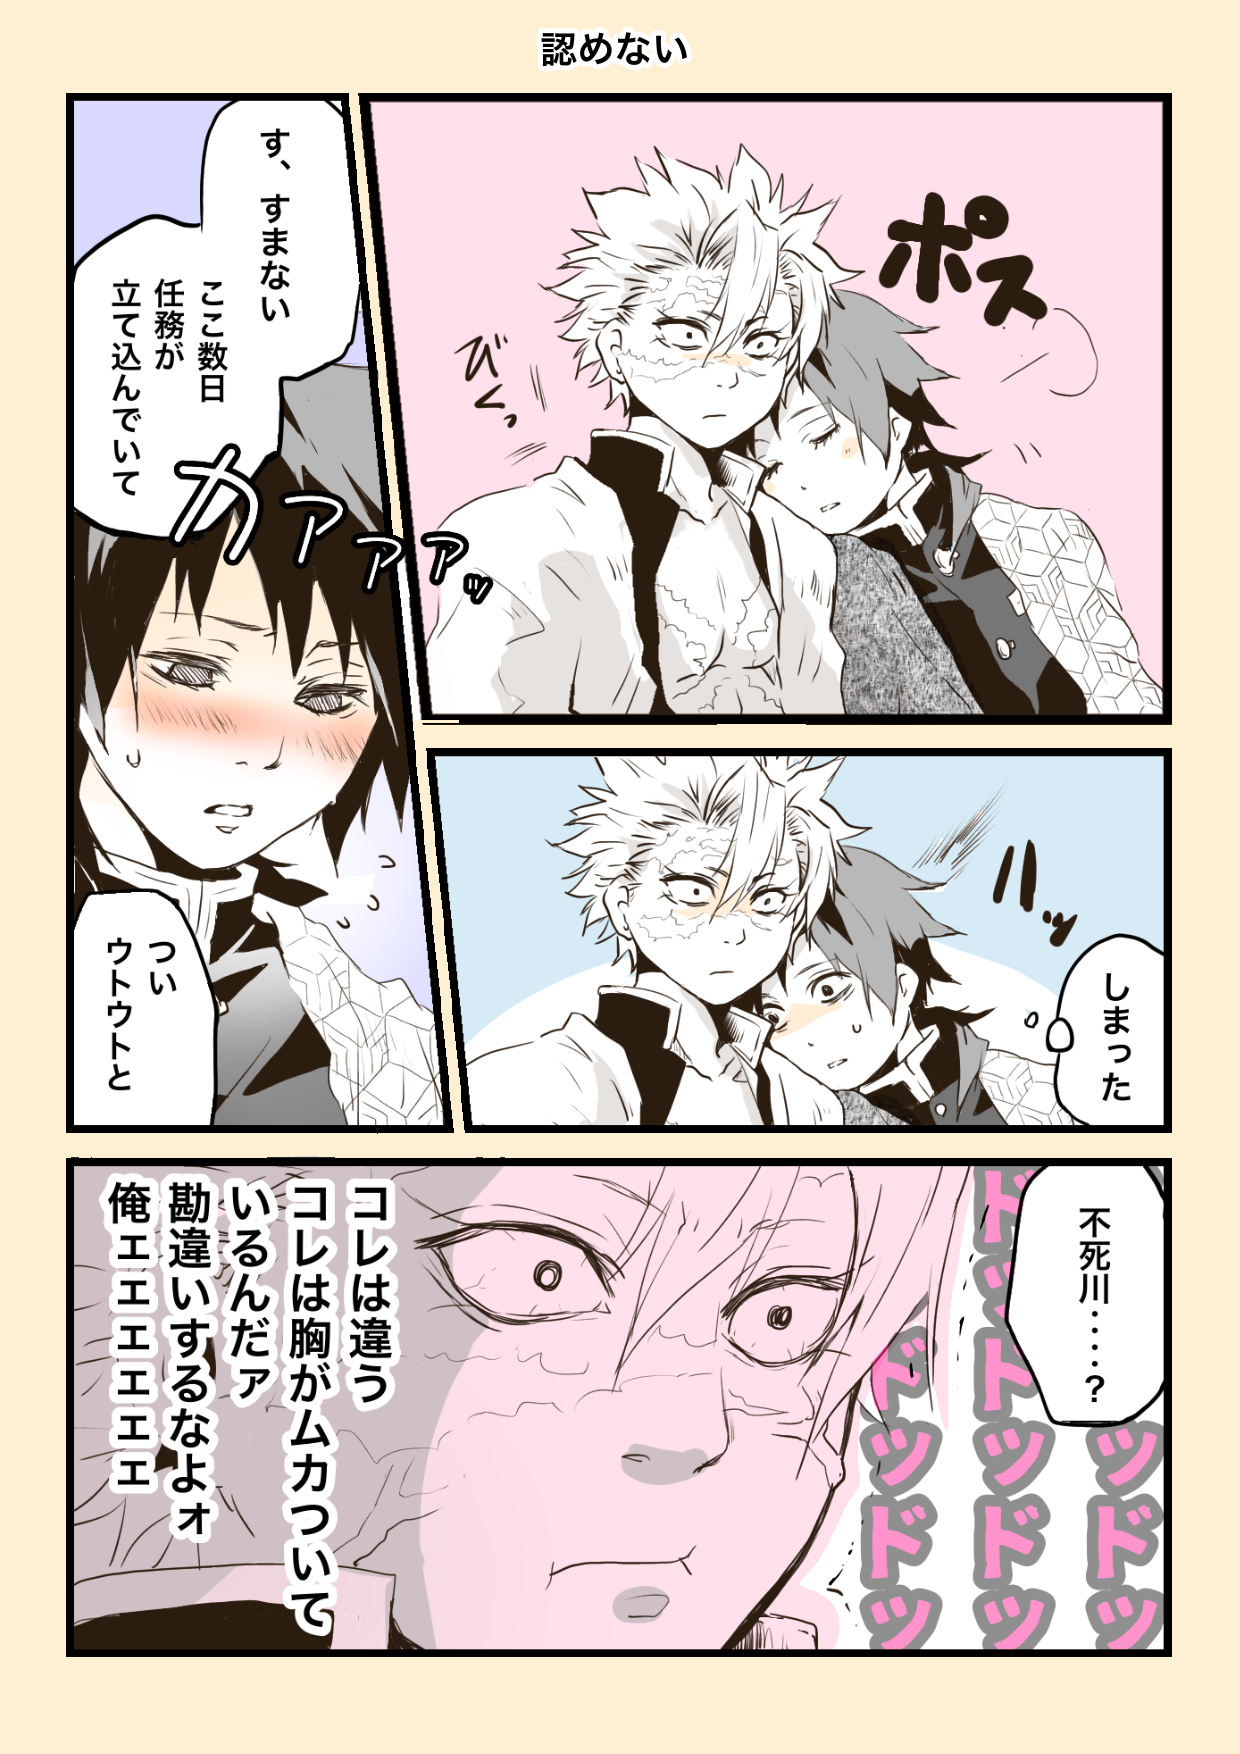 認めない
ポス
びくっ
ハッ
しまった
す、すまない
ここ数日
任務が
立て込んでいて
カァァァッ
つい
ウトウトと
不死川‥‥‥?
ドッドッドッ
ドッドッドッ
ドッドッ
コレは違う
コレは胸がムカついて
いるんだァ
勘違いするなよォ
俺ェェェェェェ